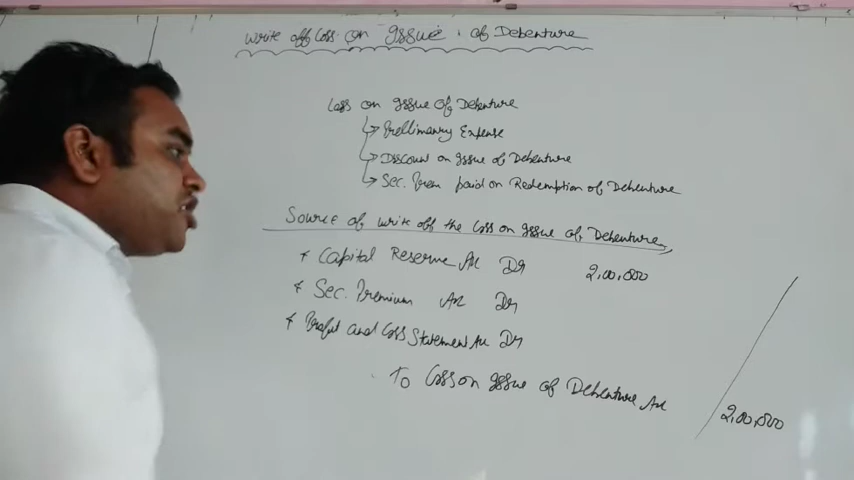 Write off Loss on Issue of Debenture
Loss on Issue of Debenture
Prelimanary Expense
Discount on Issue of Debenture
Sec. Prem paid on Redemption of Debenture
Source of write off the Loss on Issue of Debenture
* Capital Reserve A/c Dr 2,00,000
* Sec. Premium A/c Dr
* Profit and Loss Statement A/c Dr
To Loss on Issue of Debenture A/c 2,00,000